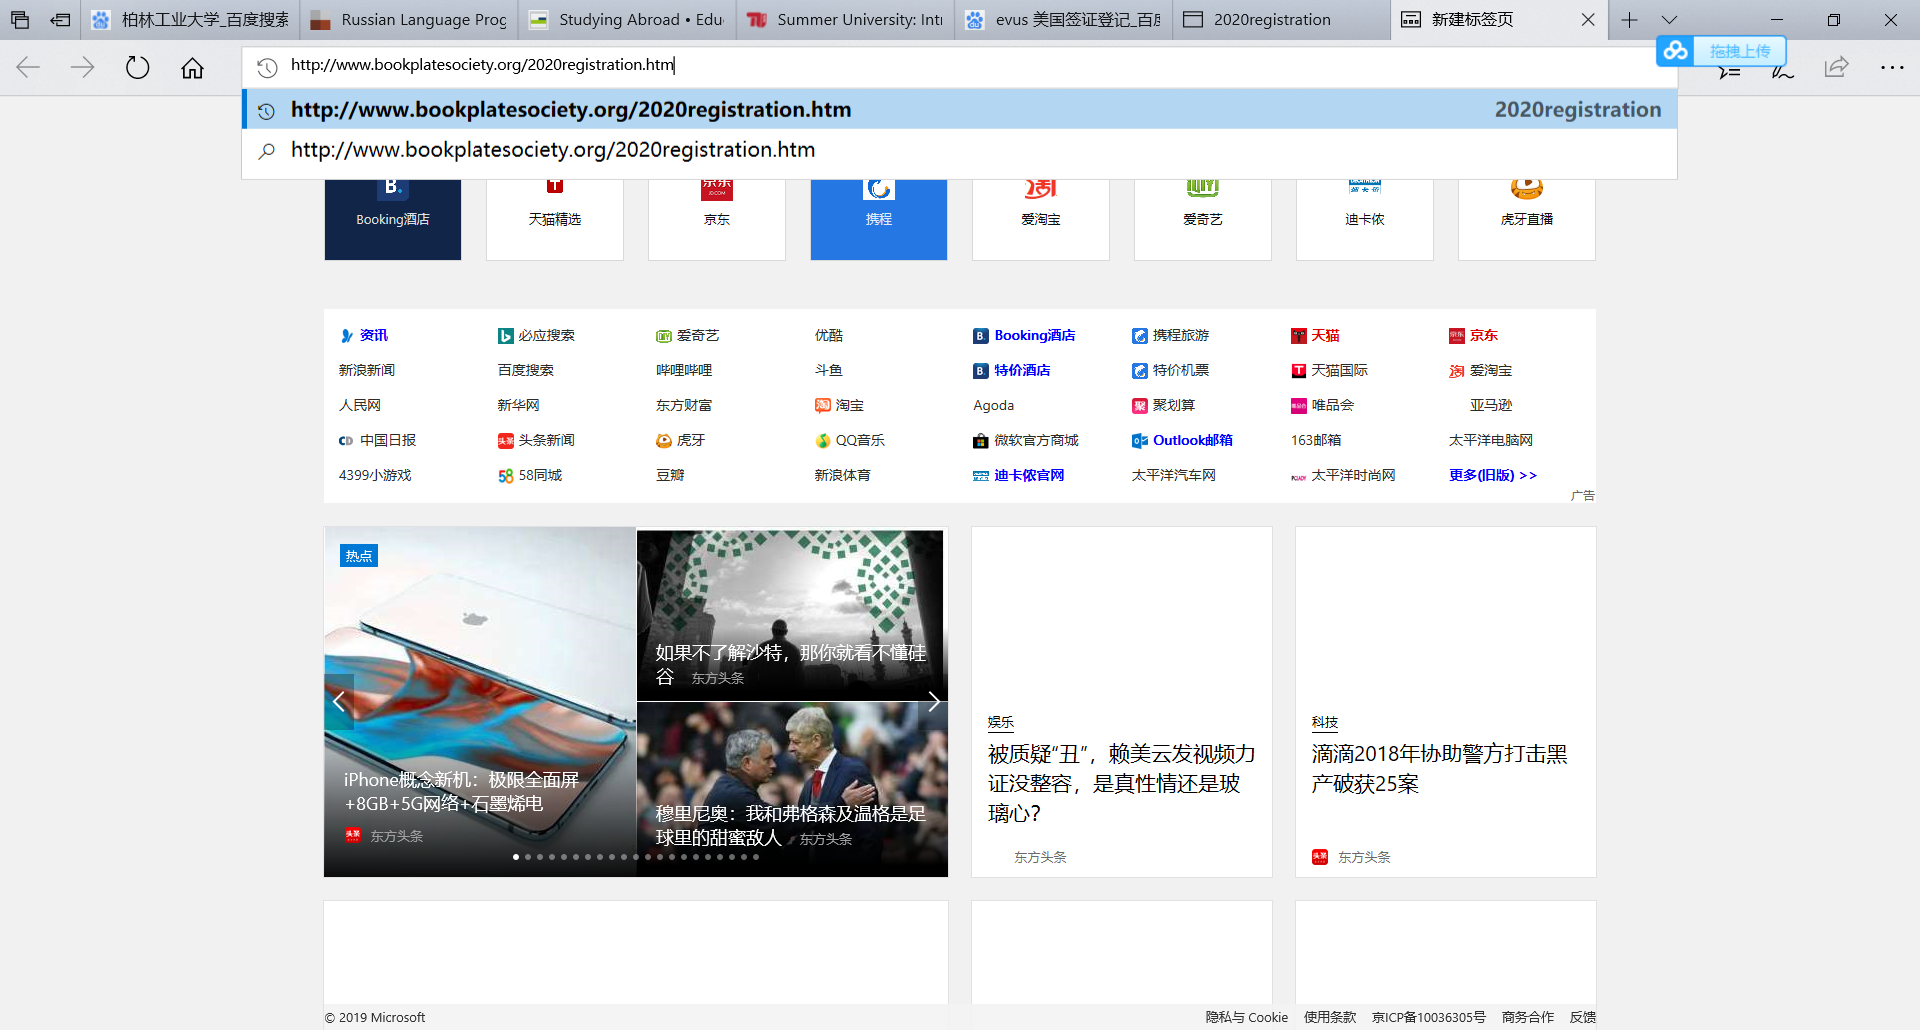 柏林工业大学_百度搜索
Russian Language Prog
Studying Abroad • Edu
Summer University: Int
evus 美国签证登记_百度
2020registration
新建标签页
拖拽上传
http://www.bookplatesociety.org/2020registration.htm
http://www.bookplatesociety.org/2020registration.htm 2020registration
http://www.bookplatesociety.org/2020registration.htm
Booking酒店 天猫精选 京东 携程 爱淘宝 爱奇艺 迪卡侬 虎牙直播
资讯 必应搜索 爱奇艺 优酷 Booking酒店 携程旅游 天猫 京东
新浪新闻 百度搜索 哔哩哔哩 斗鱼 特价酒店 特价机票 天猫国际 爱淘宝
人民网 新华网 东方财富 淘宝 Agoda 聚划算 唯品会 亚马逊
中国日报 头条新闻 虎牙 QQ音乐 微软官方商城 Outlook邮箱 163邮箱 太平洋电脑网
4399小游戏 58同城 豆瓣 新浪体育 迪卡侬官网 太平洋汽车网 太平洋时尚网 更多(旧版) >>
广告
热点
iPhone概念新机：极限全面屏
+8GB+5G网络+石墨烯电
东方头条
如果不了解沙特，那你就看不懂硅
谷 东方头条
穆里尼奥：我和弗格森及温格是足
球里的甜蜜敌人 东方头条
娱乐
被质疑“丑”，赖美云发视频力
证没整容，是真性情还是玻
璃心?
东方头条
科技
滴滴2018年协助警方打击黑
产破获25案
东方头条
© 2019 Microsoft
隐私与 Cookie 使用条款 京ICP备10036305号 商务合作 反馈